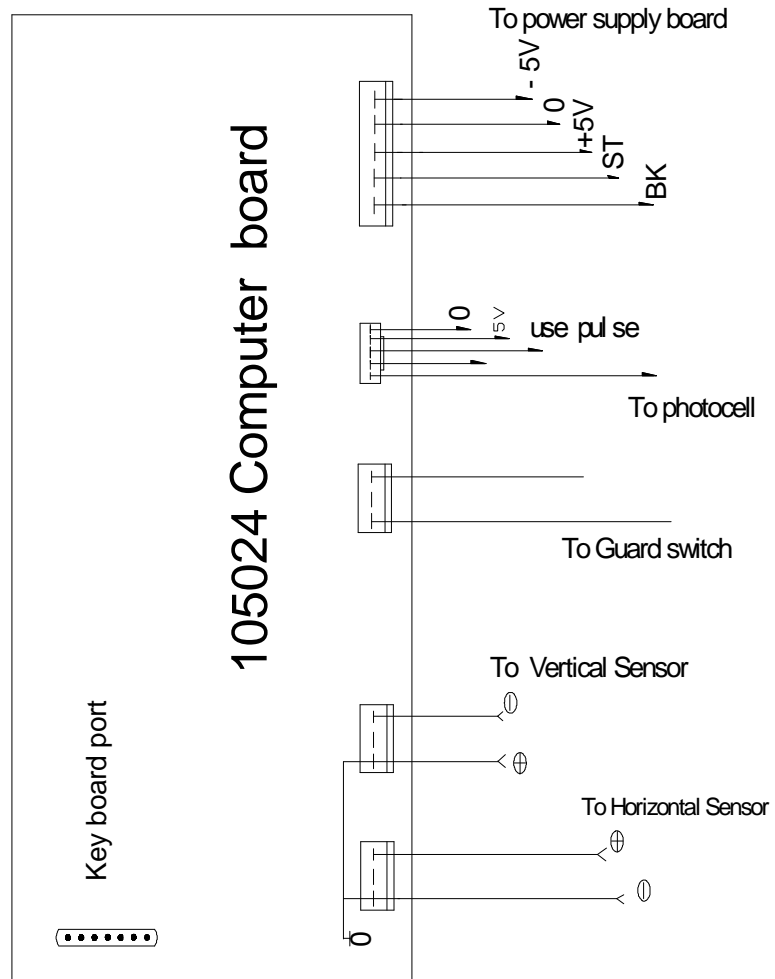 To power supply board
- 5V
0
+5V
ST
BK
105024 Computer board
0
5V
use pul se
To photocell
To Guard switch
To Vertical Sensor
Key board port
To Horizontal Sensor
0